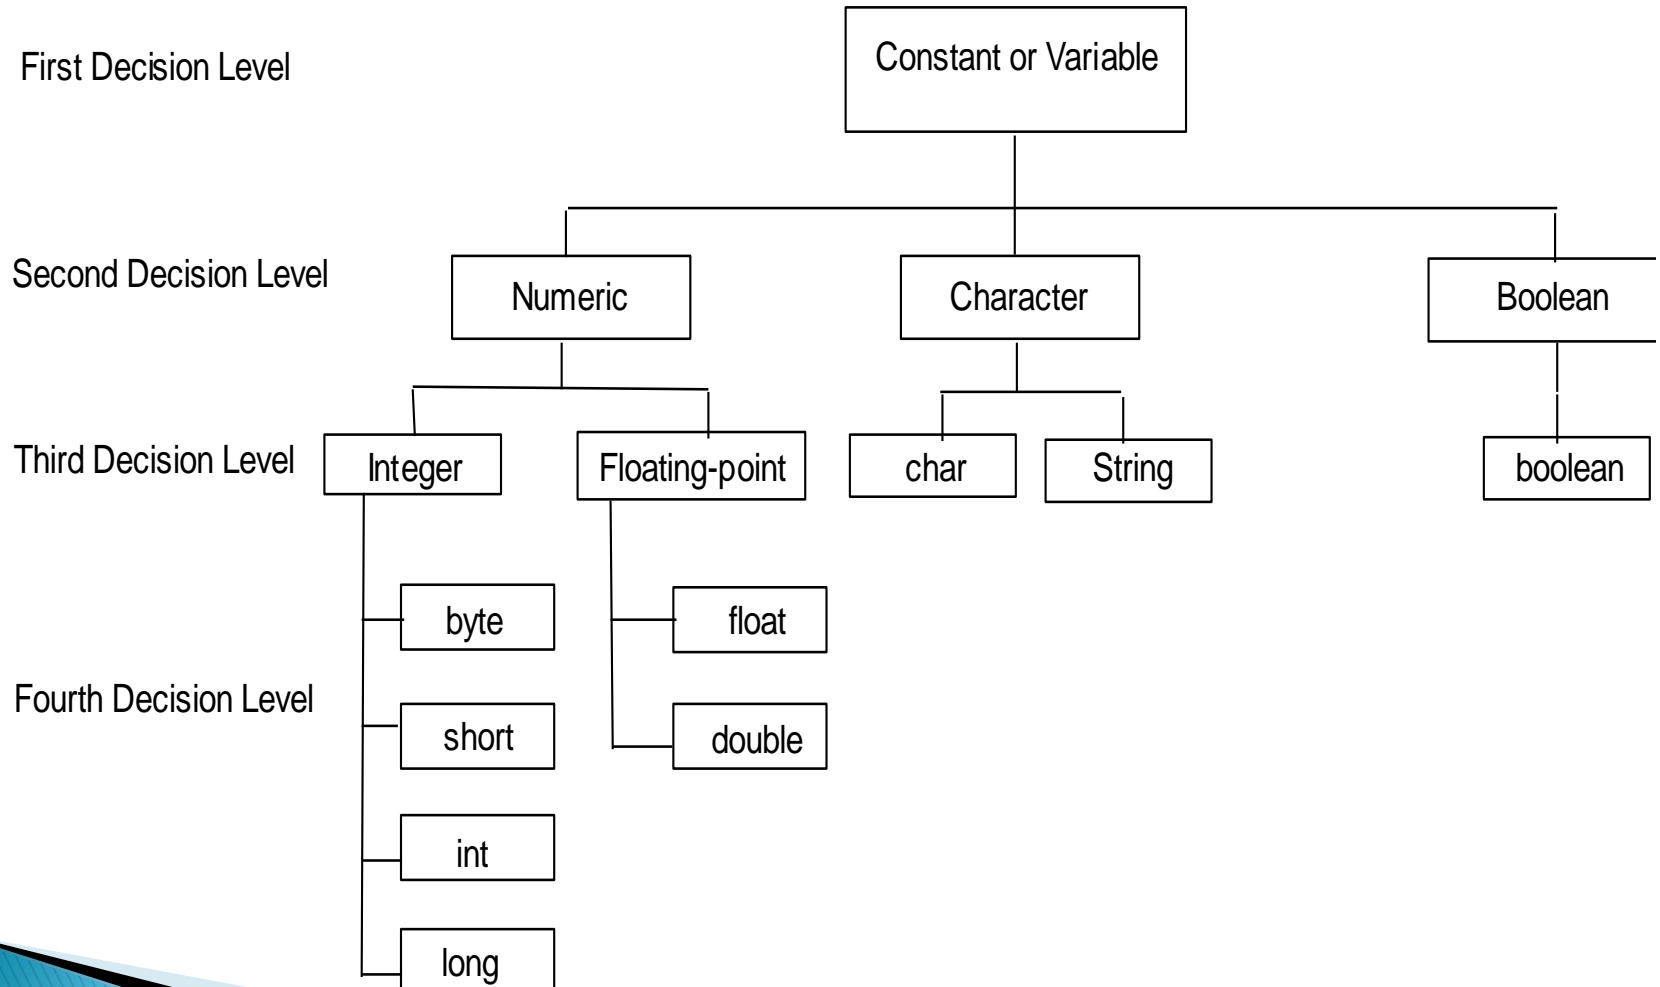 First Decision Level
Constant or Variable
Second Decision Level
Numeric
Character
Boolean
Third Decision Level
Integer
Floating-point
char
String
boolean
byte
float
Fourth Decision Level
short
double
int
long